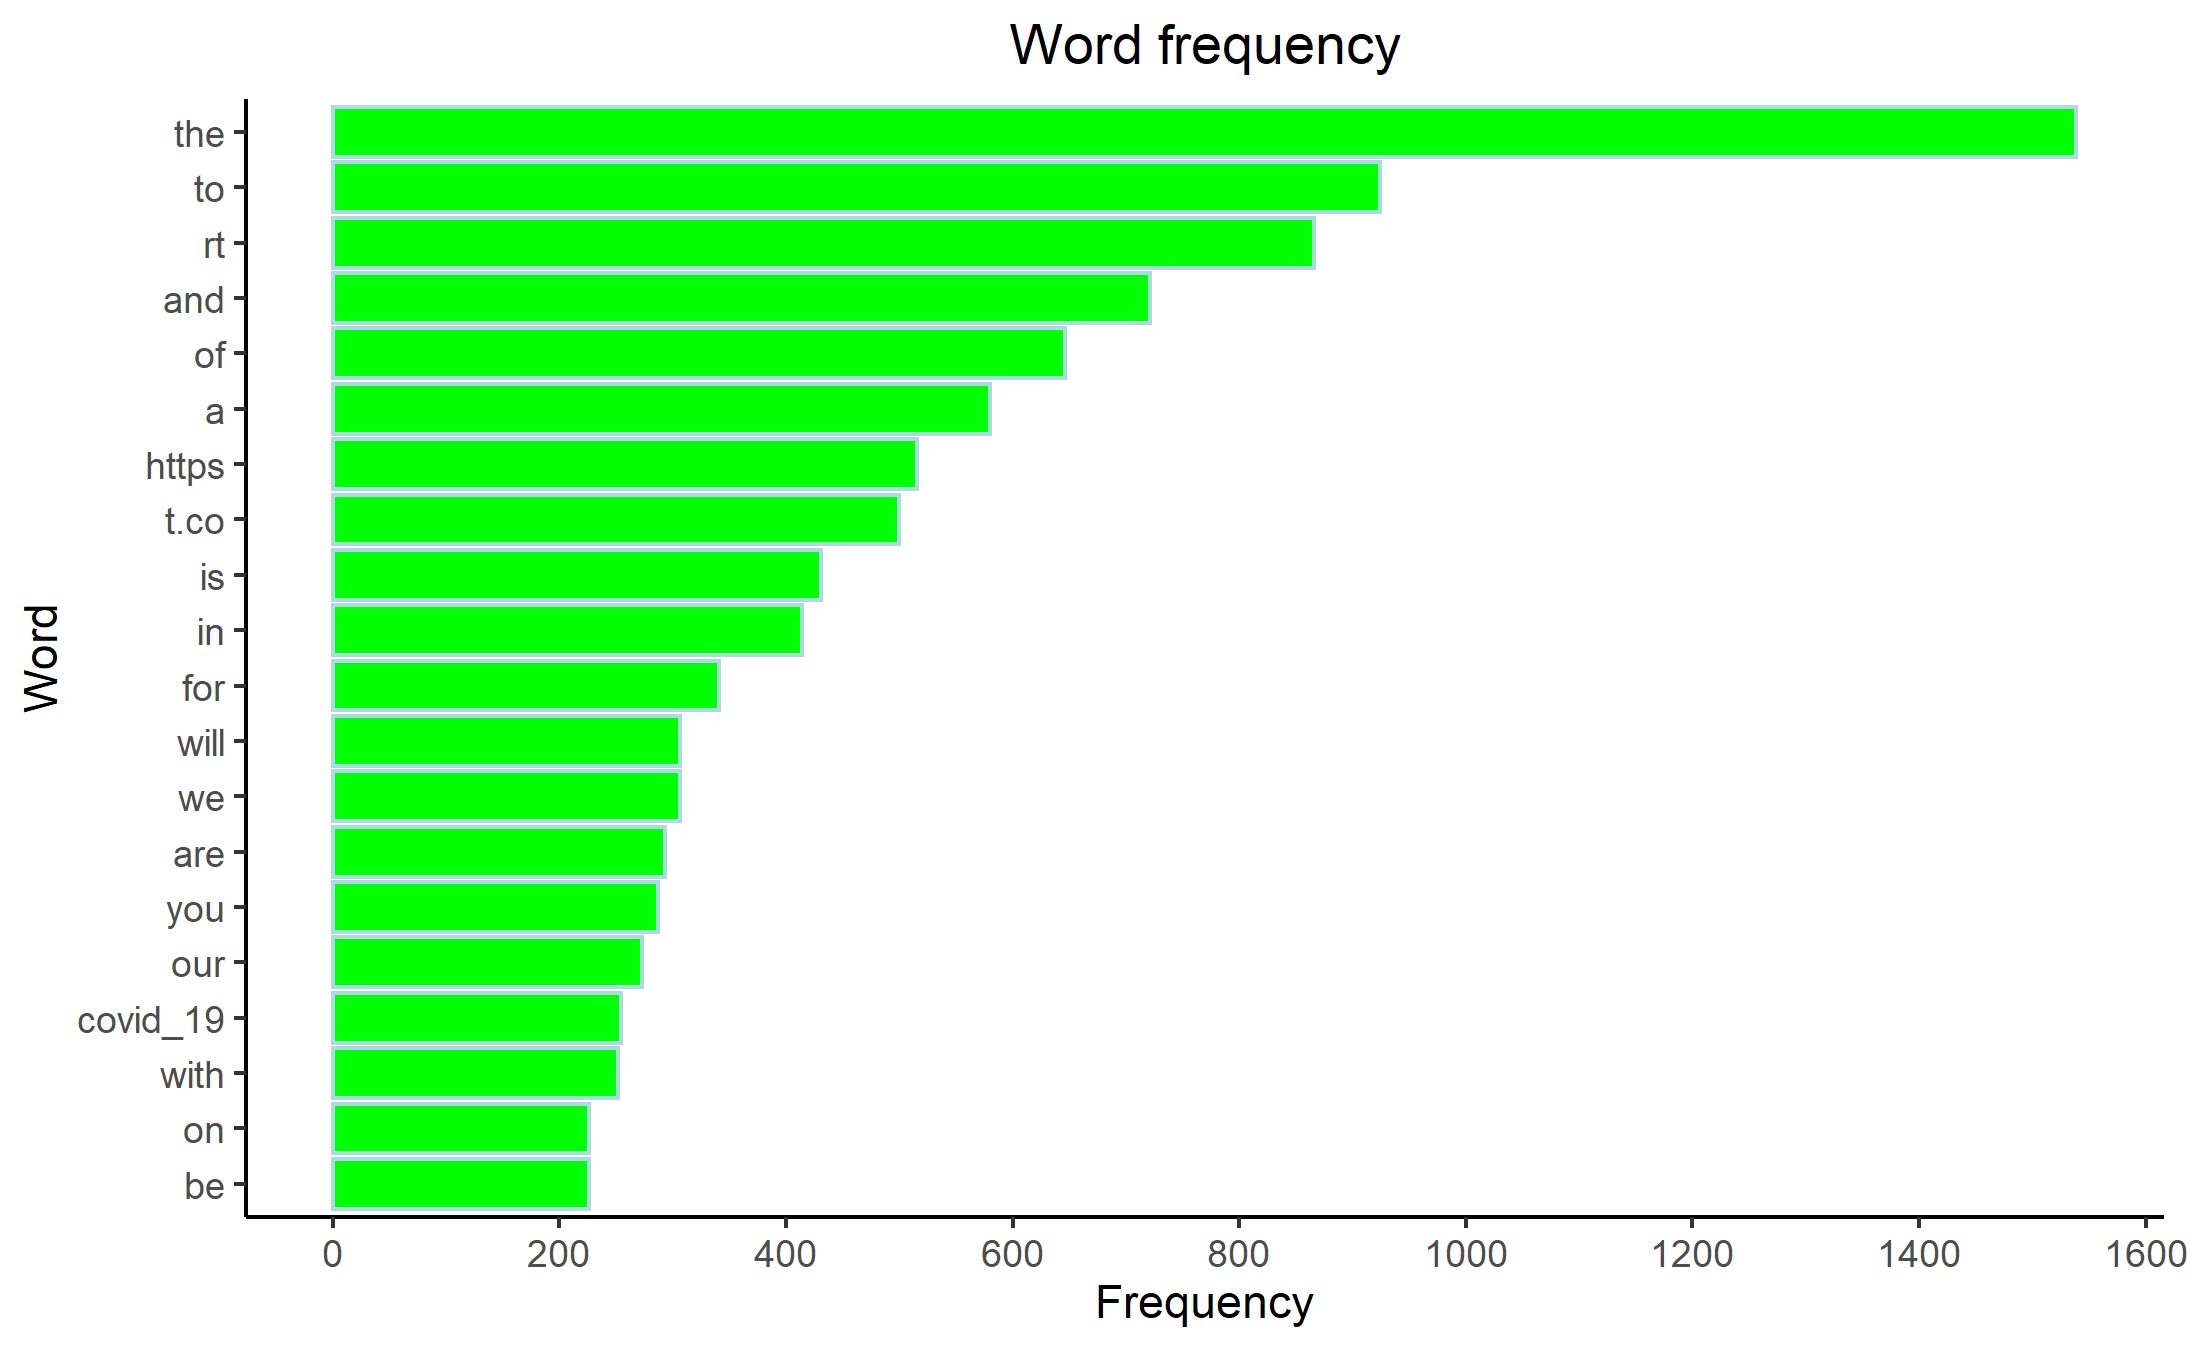 Word frequency
the
to
rt
and
of
a
https
t.co
is
in
for
will
we
are
you
our
covid_19
with
on
be
Word
0 200 400 600 800 1000 1200 1400 1600
Frequency